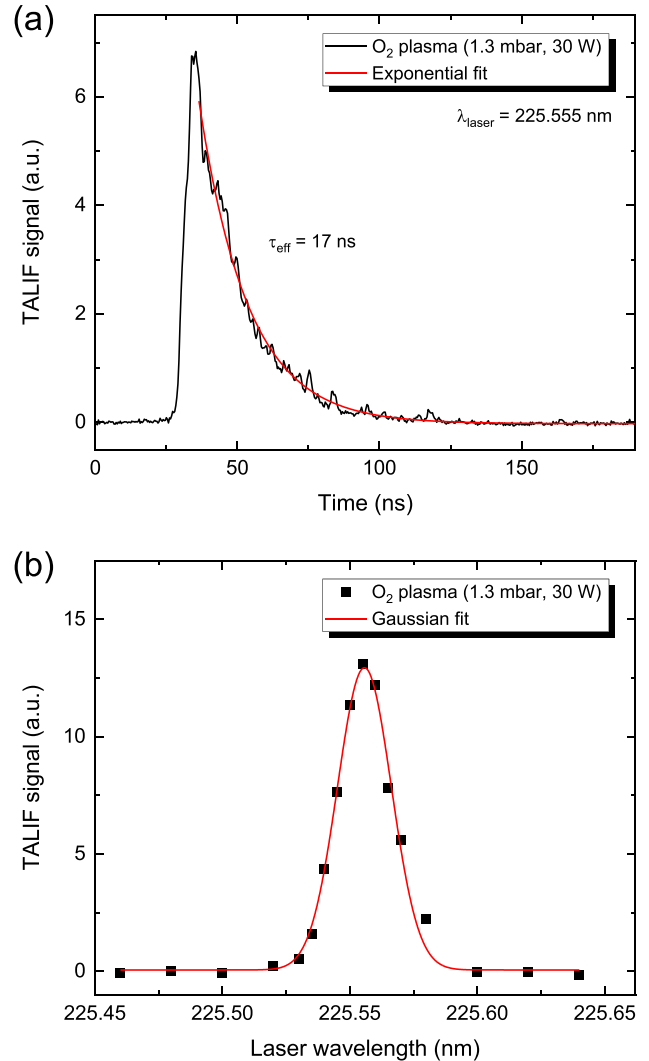 (a)
O₂ plasma (1.3 mbar, 30 W)
Exponential fit
λlaser = 225.555 nm
τeff = 17 ns
TALIF signal (a.u.)
6
4
2
0
0 50 100 150
Time (ns)
(b)
O₂ plasma (1.3 mbar, 30 W)
Gaussian fit
TALIF signal (a.u.)
15
10
5
0
225.45 225.50 225.55 225.60 225.65
Laser wavelength (nm)